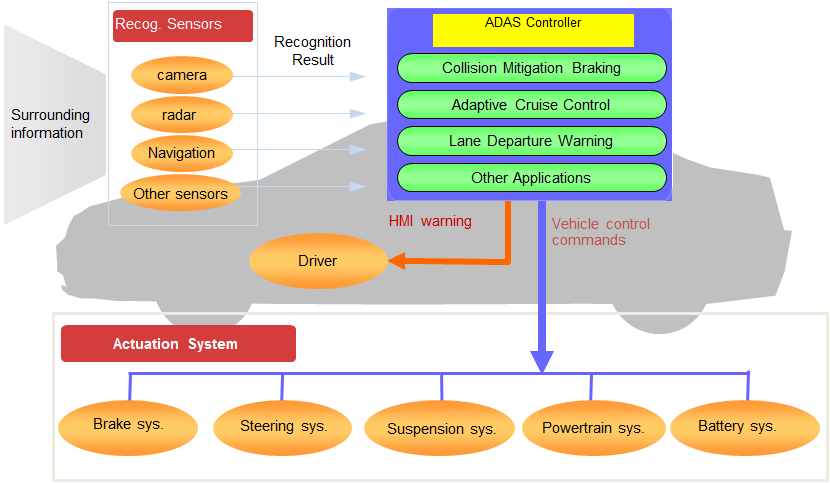 Recog. Sensors
camera
radar
Navigation
Other sensors
Surrounding
information
Recognition
Result
ADAS Controller
Collision Mitigation Braking
Adaptive Cruise Control
Lane Departure Warning
Other Applications
HMI warning
Vehicle control
commands
Driver
Actuation System
Brake sys.
Steering sys.
Suspension sys.
Powertrain sys.
Battery sys.